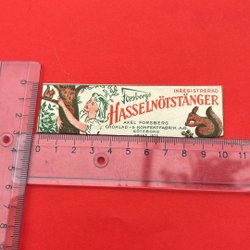 INREGISTRERAD
Forsbergs
HASSELNÖTSTÄNGER
AXEL FORSBERG
CHOKLAD- & KONFEKTFABRIK A.B.
GÖTEBORG
0 1 2 3 4 5 6 7 8 9 10 11